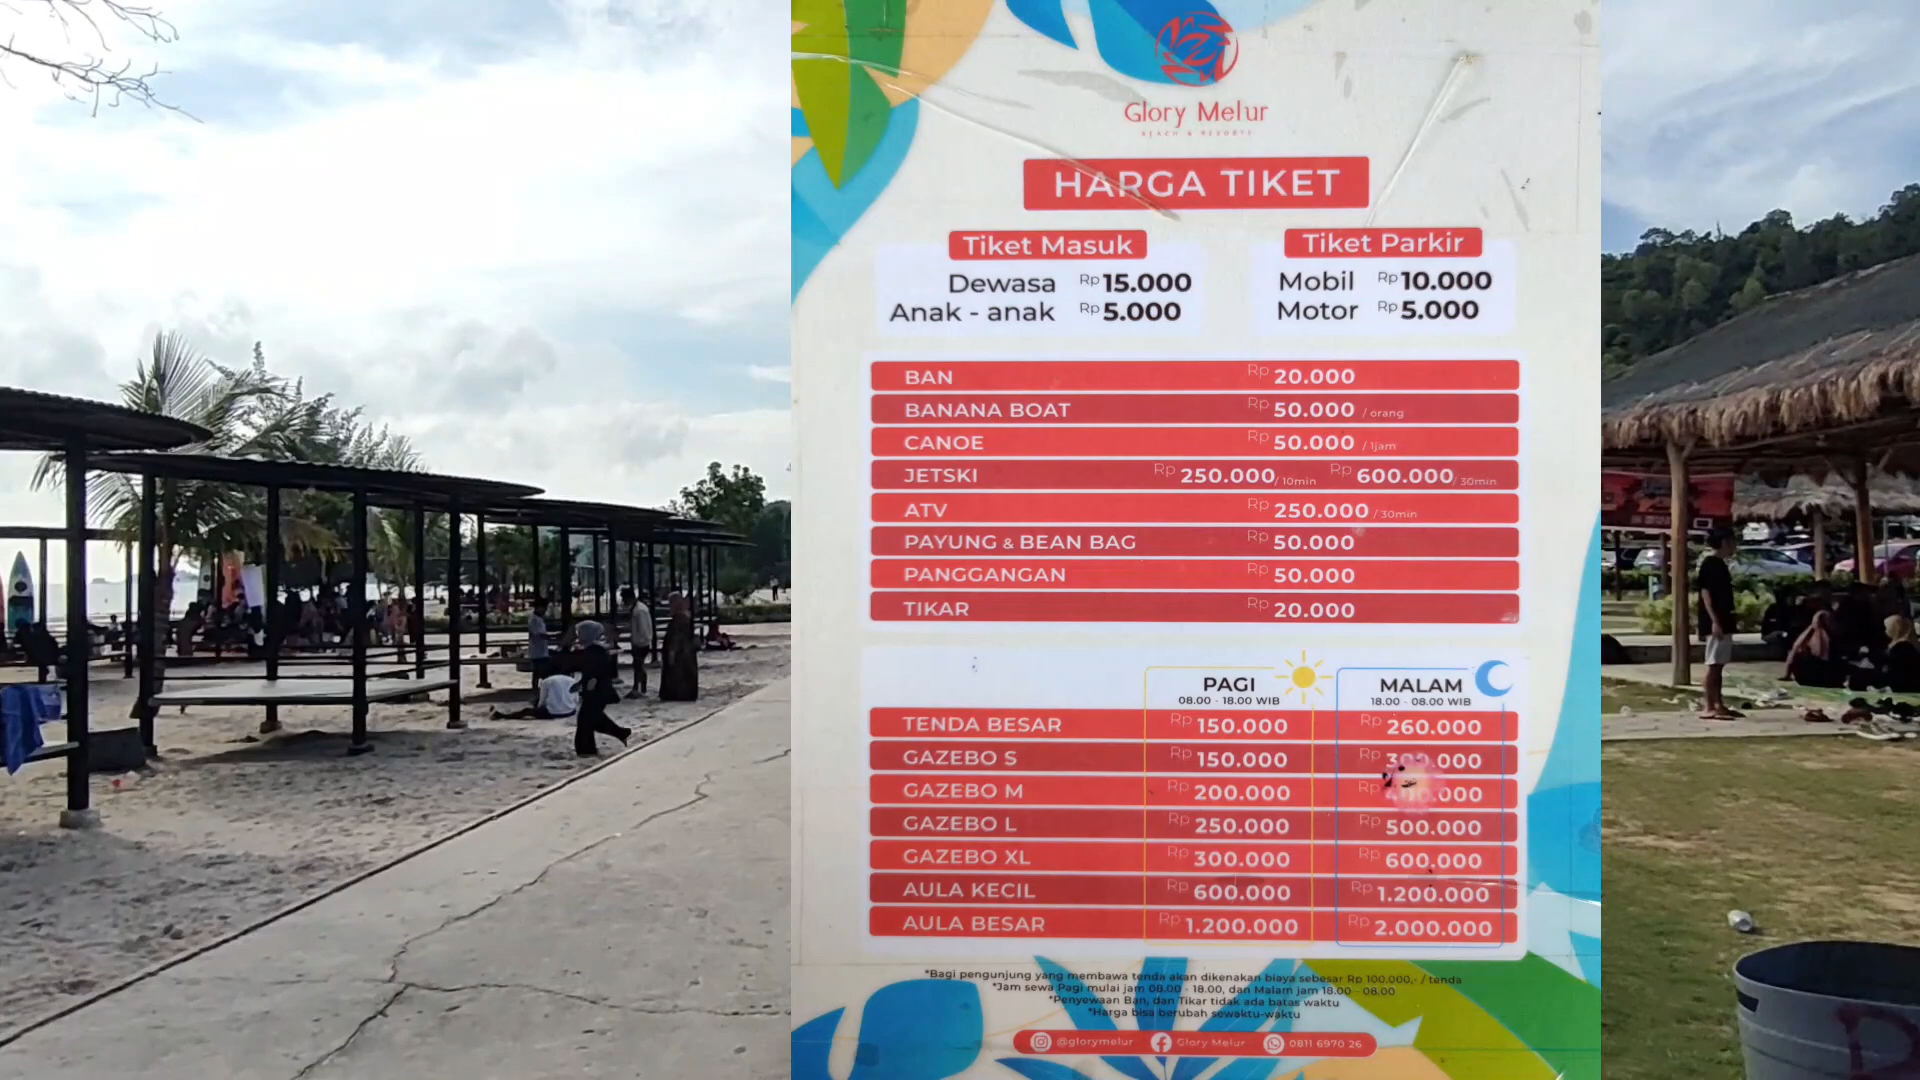 Glory Melur
BEACH & RESORTS
HARGA TIKET
Tiket Masuk
Dewasa Rp 15.000
Anak - anak Rp 5.000
Tiket Parkir
Mobil Rp 10.000
Motor Rp 5.000
BAN Rp 20.000
BANANA BOAT Rp 50.000 / orang
CANOE Rp 50.000 / 1jam
JETSKI Rp 250.000 / 10min Rp 600.000 / 30min
ATV Rp 250.000 / 30min
PAYUNG & BEAN BAG Rp 50.000
PANGGANGAN Rp 50.000
TIKAR Rp 20.000
PAGI MALAM
08.00 - 18.00 WIB 18.00 - 08.00 WIB
TENDA BESAR Rp 150.000 Rp 260.000
GAZEBO S Rp 150.000 Rp 300.000
GAZEBO M Rp 200.000 Rp
GAZEBO L Rp 250.000 Rp 500.000
GAZEBO XL Rp 300.000 Rp 600.000
AULA KECIL Rp 600.000 Rp 1.200.000
AULA BESAR Rp 1.200.000 Rp 2.000.000
*Bagi pengunjung yang membawa tenda akan dikenakan biaya sebesar Rp 100,000,- / tenda
*Jam sewa Pagi mulai jam 08.00 - 18.00, dan Malam jam 18.00 - 08.00
*Penyewaan Ban, dan Tikar tidak ada batas waktu
*Harga bisa berubah sewaktu-waktu
@glorymelur Glory Melur 0811 6970 26